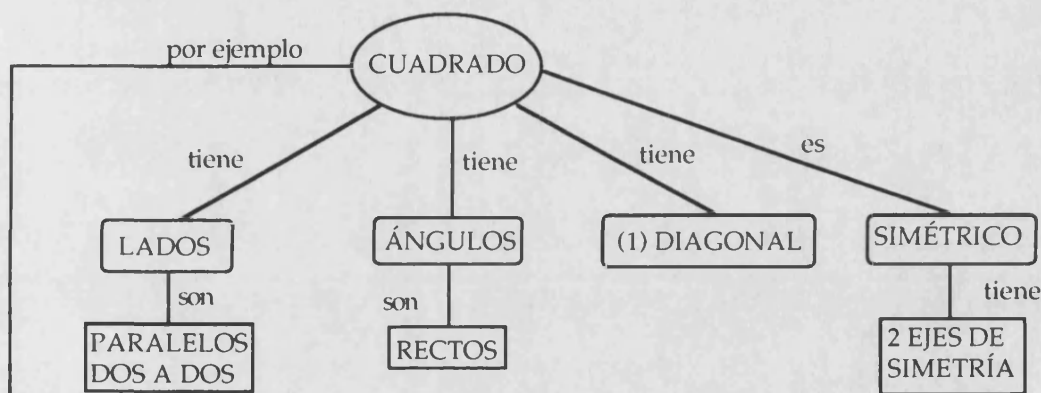 por ejemplo
CUADRADO
tiene
tiene
tiene
es
LADOS
ÁNGULOS
(1) DIAGONAL
SIMÉTRICO
son
son
tiene
PARALELOS
DOS A DOS
RECTOS
2 EJES DE
SIMETRÍA